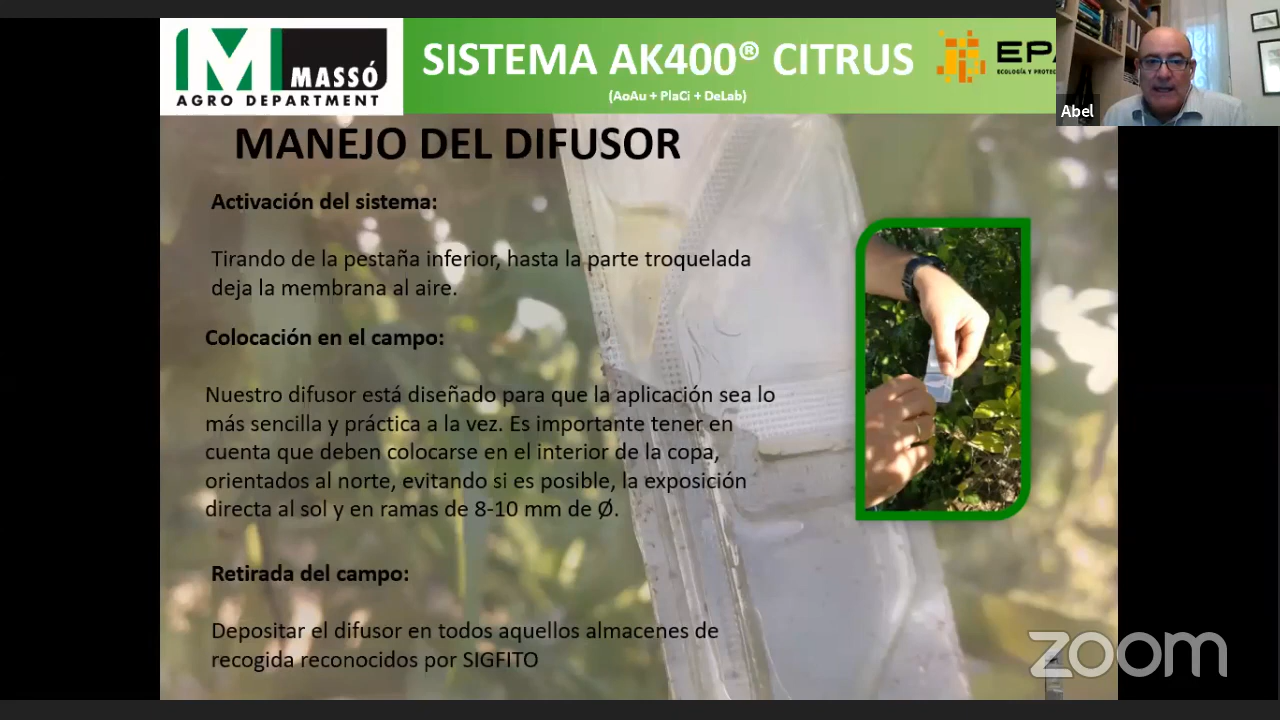 MASSÓ
AGRO DEPARTMENT
SISTEMA AK400® CITRUS
(AoAu + PlaCi + DeLab)
Abel
MANEJO DEL DIFUSOR
Activación del sistema:
Tirando de la pestaña inferior, hasta la parte troquelada
deja la membrana al aire.
Colocación en el campo:
Nuestro difusor está diseñado para que la aplicación sea lo
más sencilla y práctica a la vez. Es importante tener en
cuenta que deben colocarse en el interior de la copa,
orientados al norte, evitando si es posible, la exposición
directa al sol y en ramas de 8-10 mm de Ø.
Retirada del campo:
Depositar el difusor en todos aquellos almacenes de
recogida reconocidos por SIGFITO
zoom